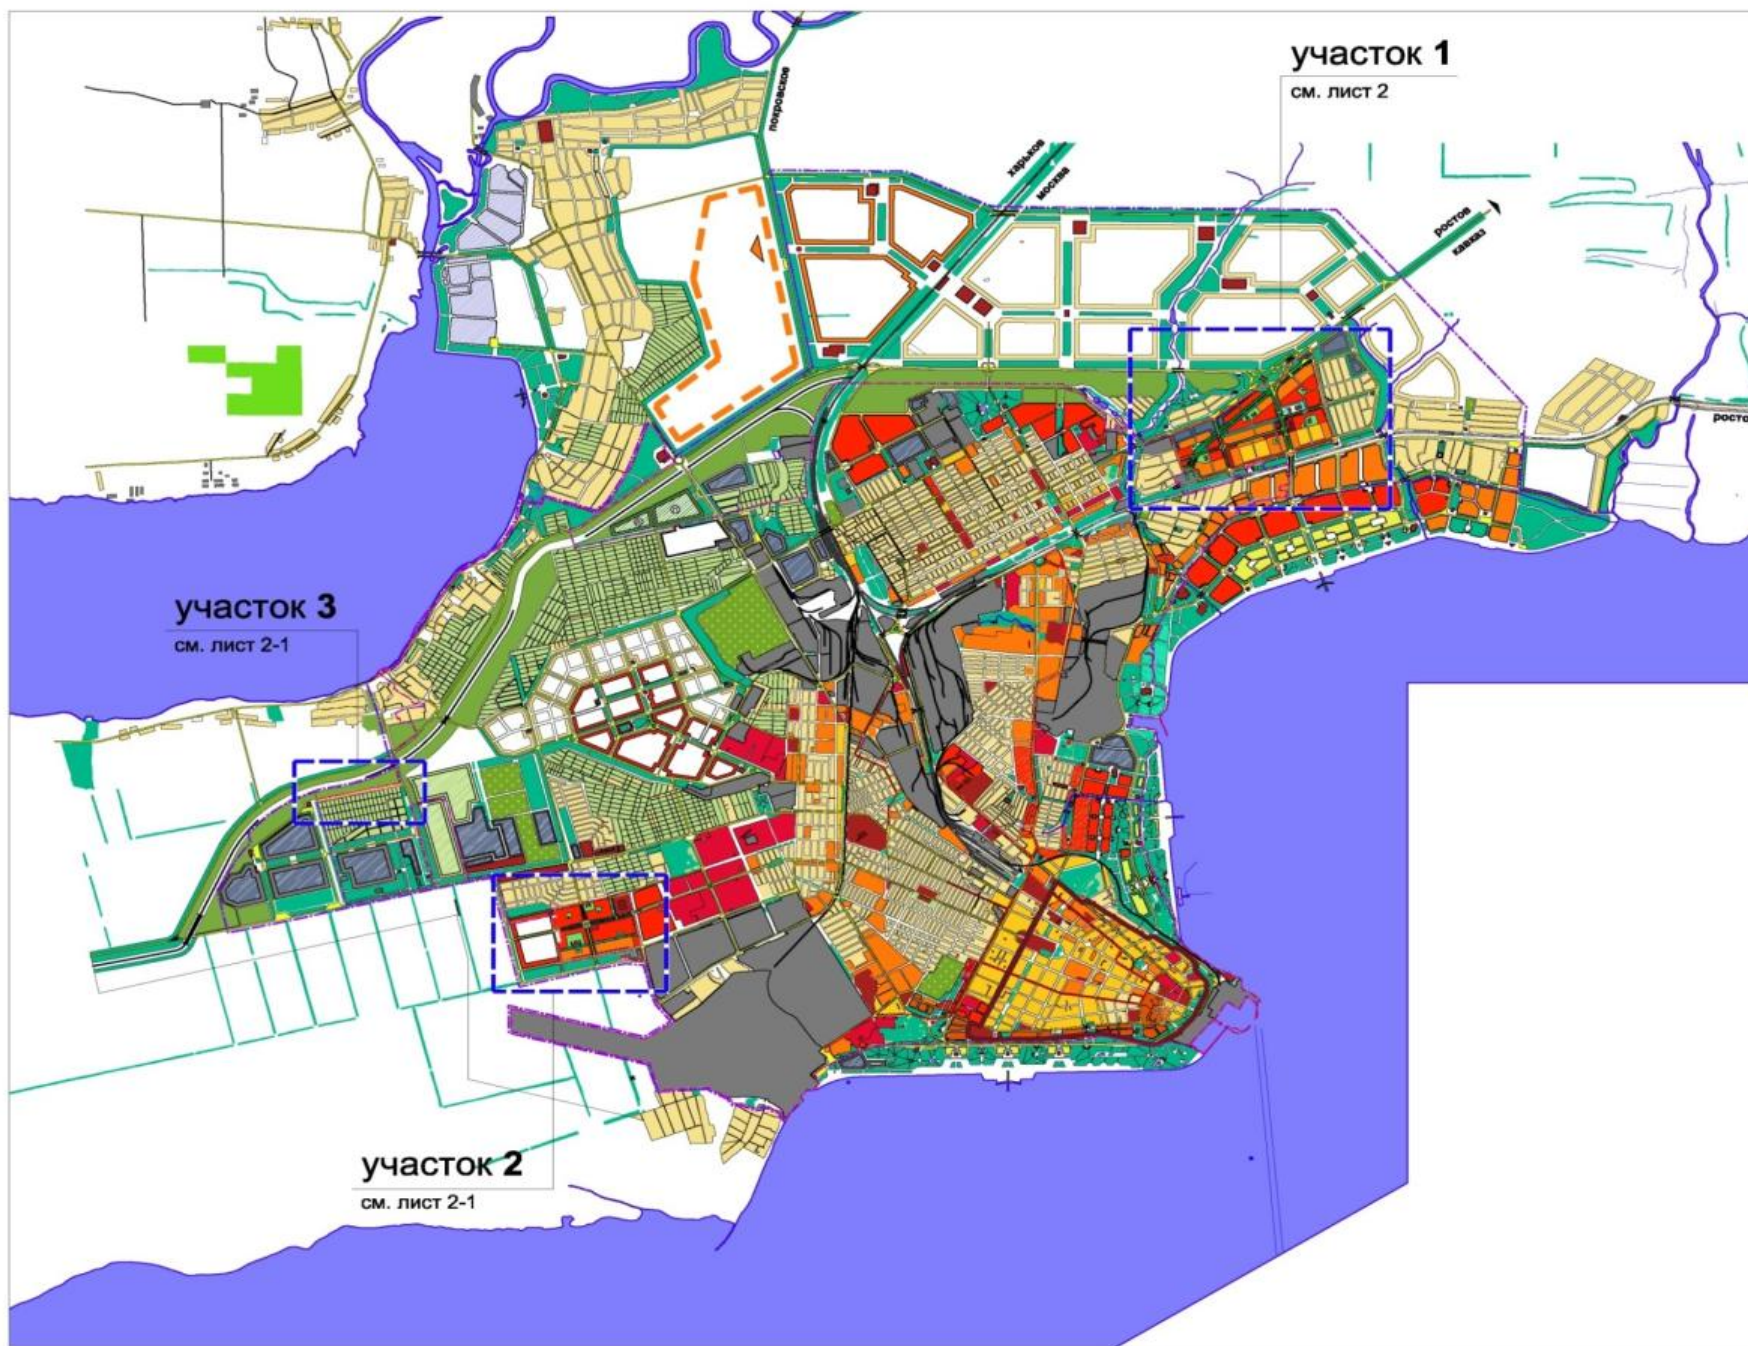 участок 1
см. лист 2
покровское
харьков
москва
ростов
кавказ
росто
участок 3
см. лист 2-1
участок 2
см. лист 2-1